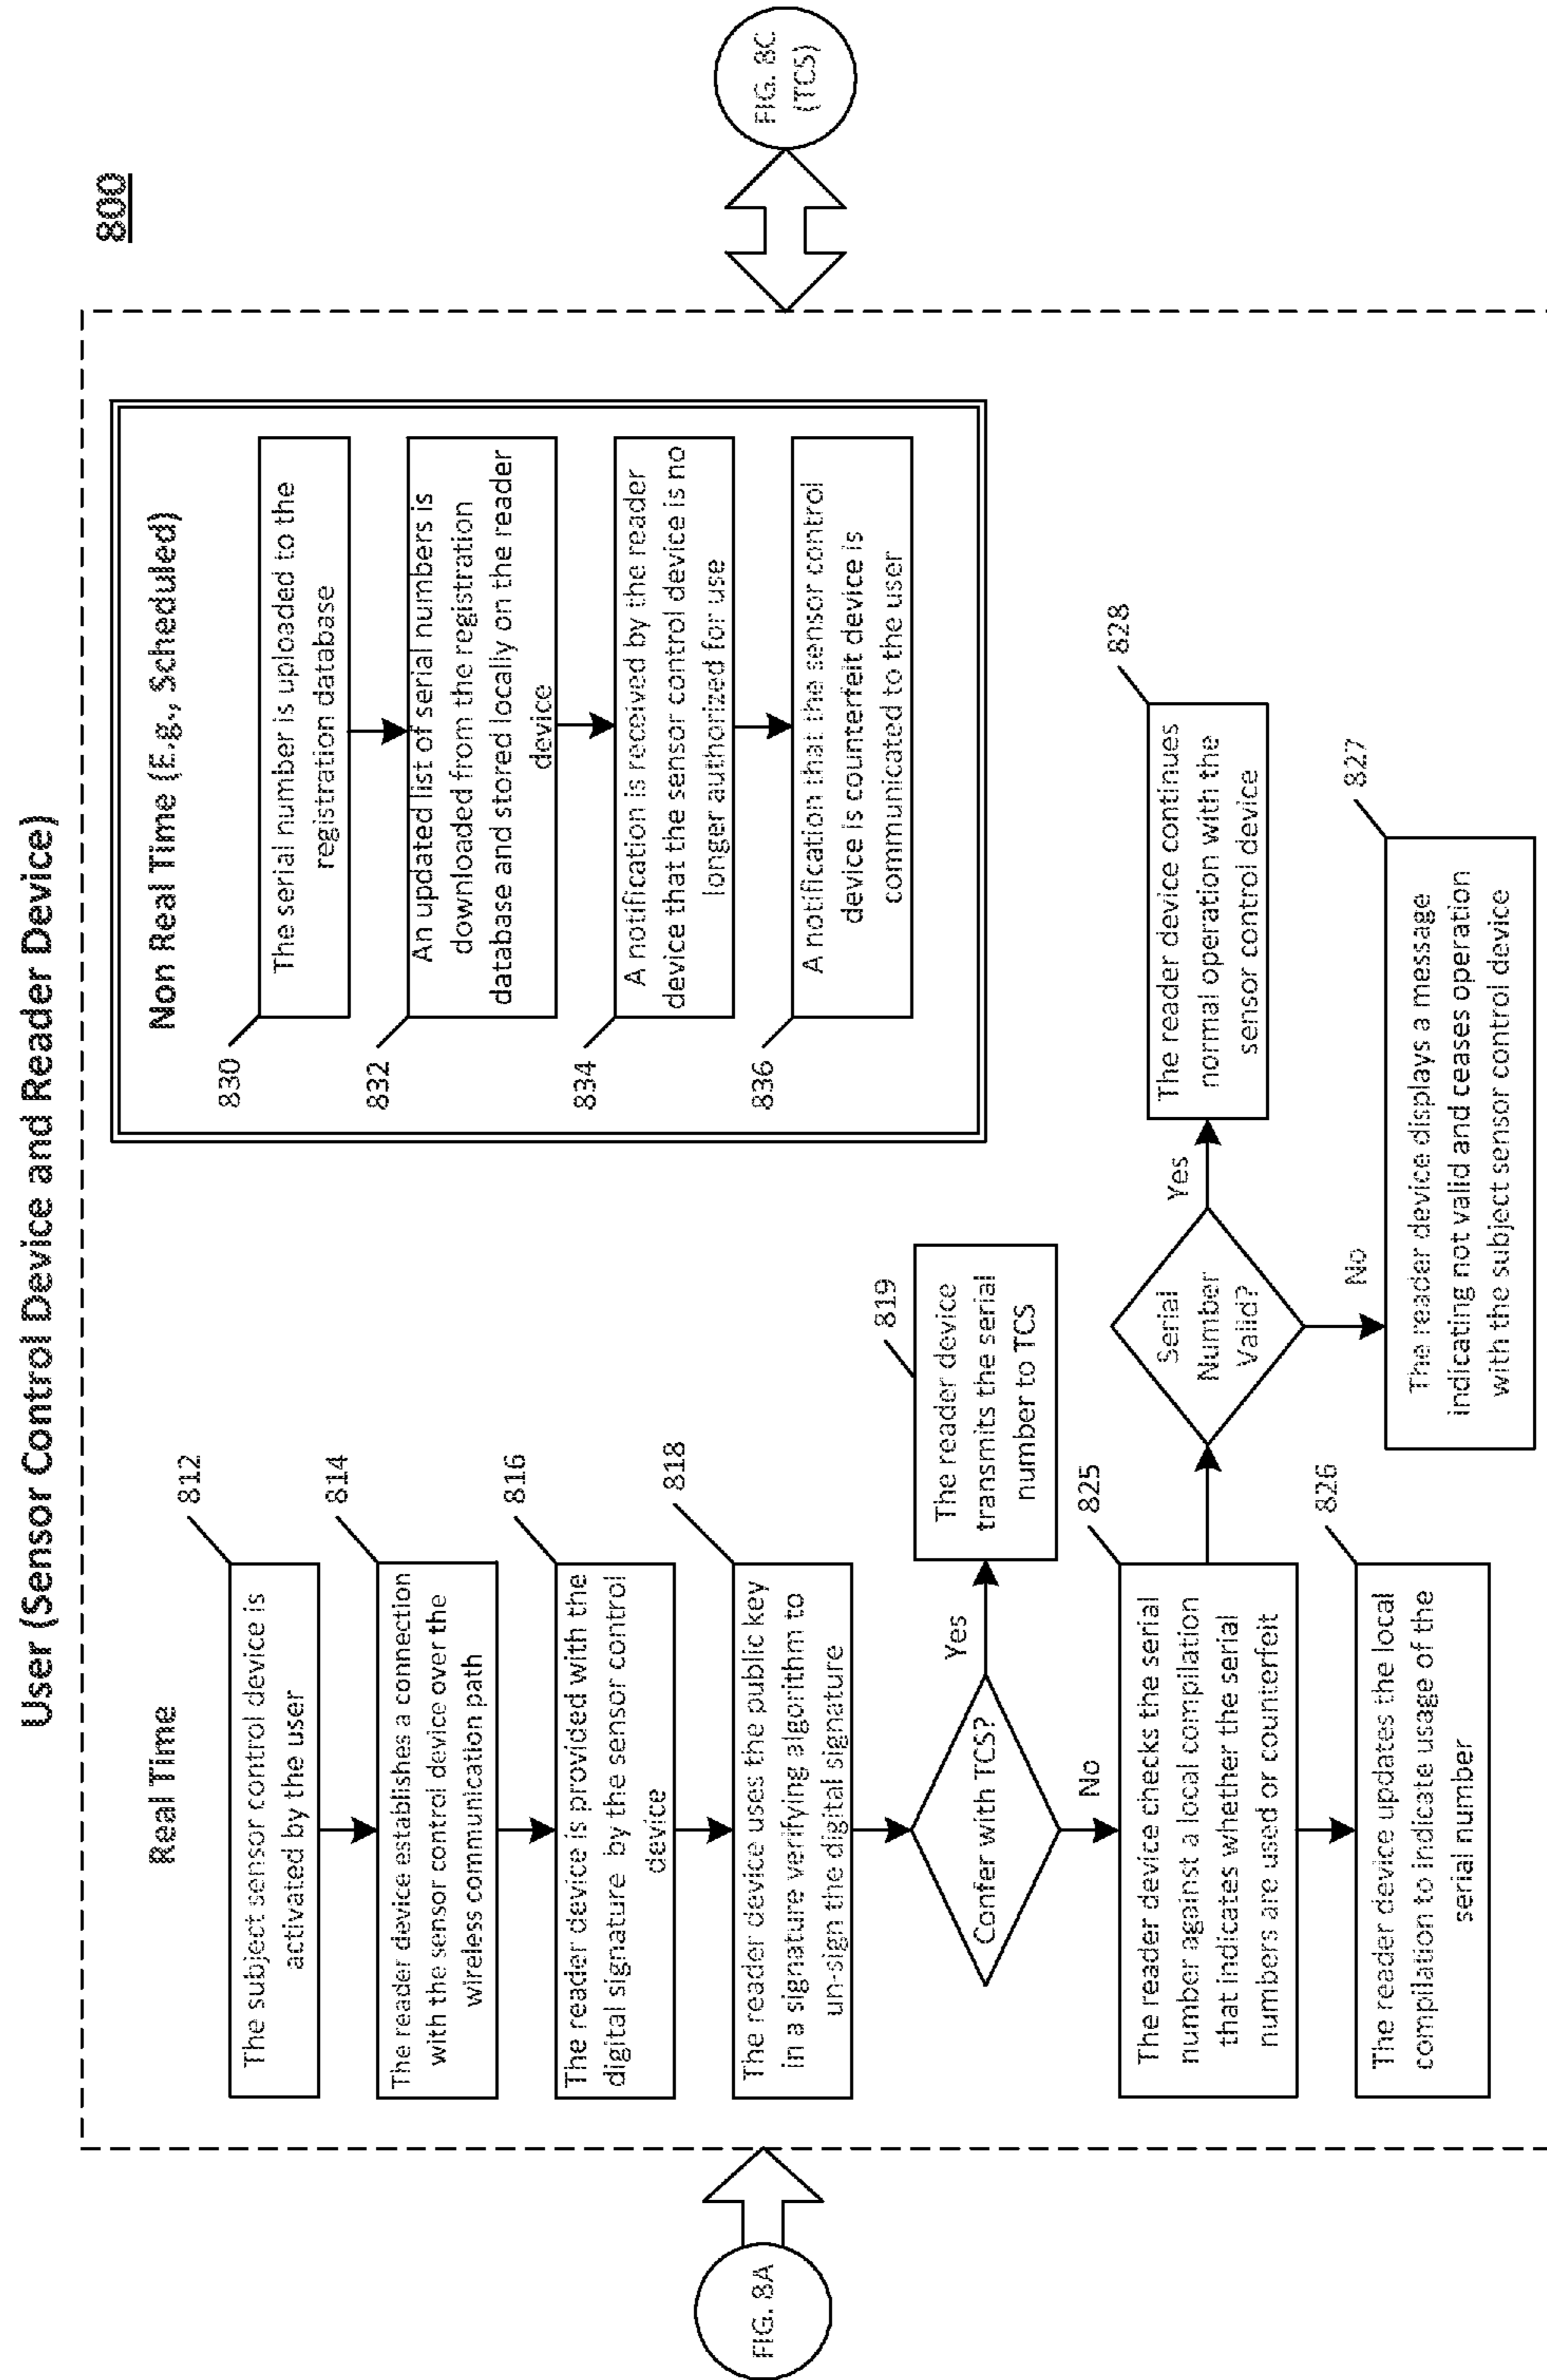 User (Sensor Control Device and Reader Device)
800
Real Time
812
The subject sensor control device is
activated by the user
814
The reader device establishes a connection
with the sensor control device over the
wireless communication path
816
The reader device is provided with the
digital signature by the sensor control
device
818
The reader device uses the public key
in a signature verifying algorithm to
un-sign the digital signature
Confer with TCS?
Yes
819
The reader device
transmits the serial
number to TCS
No
825
The reader device checks the serial
number against a local compilation
that indicates whether the serial
numbers are used or counterfeit
826
The reader device updates the local
compilation to indicate usage of the
serial number
Serial
Number
Valid?
Yes
828
The reader device continues
normal operation with the
sensor control device
No
827
The reader device displays a message
indicating not valid and ceases operation
with the subject sensor control device
Non Real Time (E.g., Scheduled)
830
The serial number is uploaded to the
registration database
832
An updated list of serial numbers is
downloaded from the registration
database and stored locally on the reader
device
834
A notification is received by the reader
device that the sensor control device is no
longer authorized for use
836
A notification that the sensor control
device is counterfeit device is
communicated to the user
FIG. 8A
FIG. 8C
(TCS)